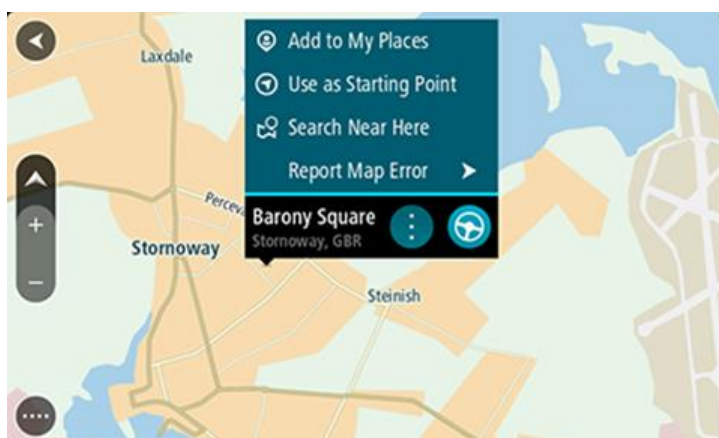 Add to My Places
Laxdale
Use as Starting Point
Search Near Here
Report Map Error
Perce
Barony Square
Stornoway, GBR
Stornoway
Steinish